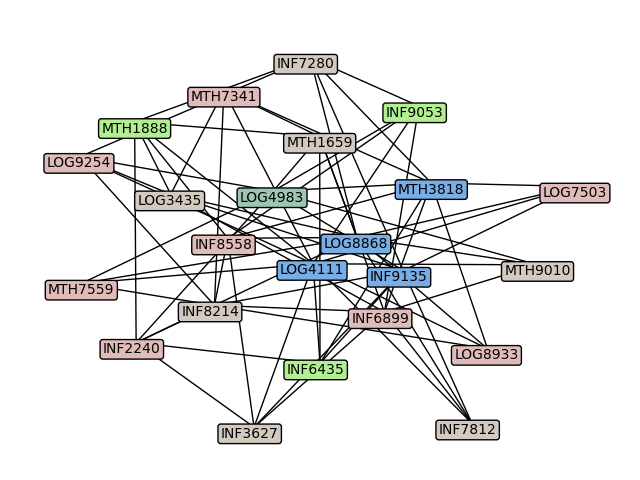 INF7280
MTH7341
INF9053
MTH1888
MTH1659
LOG9254
MTH3818
LOG7503
LOG4983
LOG3435
INF8558
LOG8868
LOG4111
MTH9010
INF9135
MTH7559
INF8214
INF6899
INF2240
LOG8933
INF6435
INF7812
INF3627